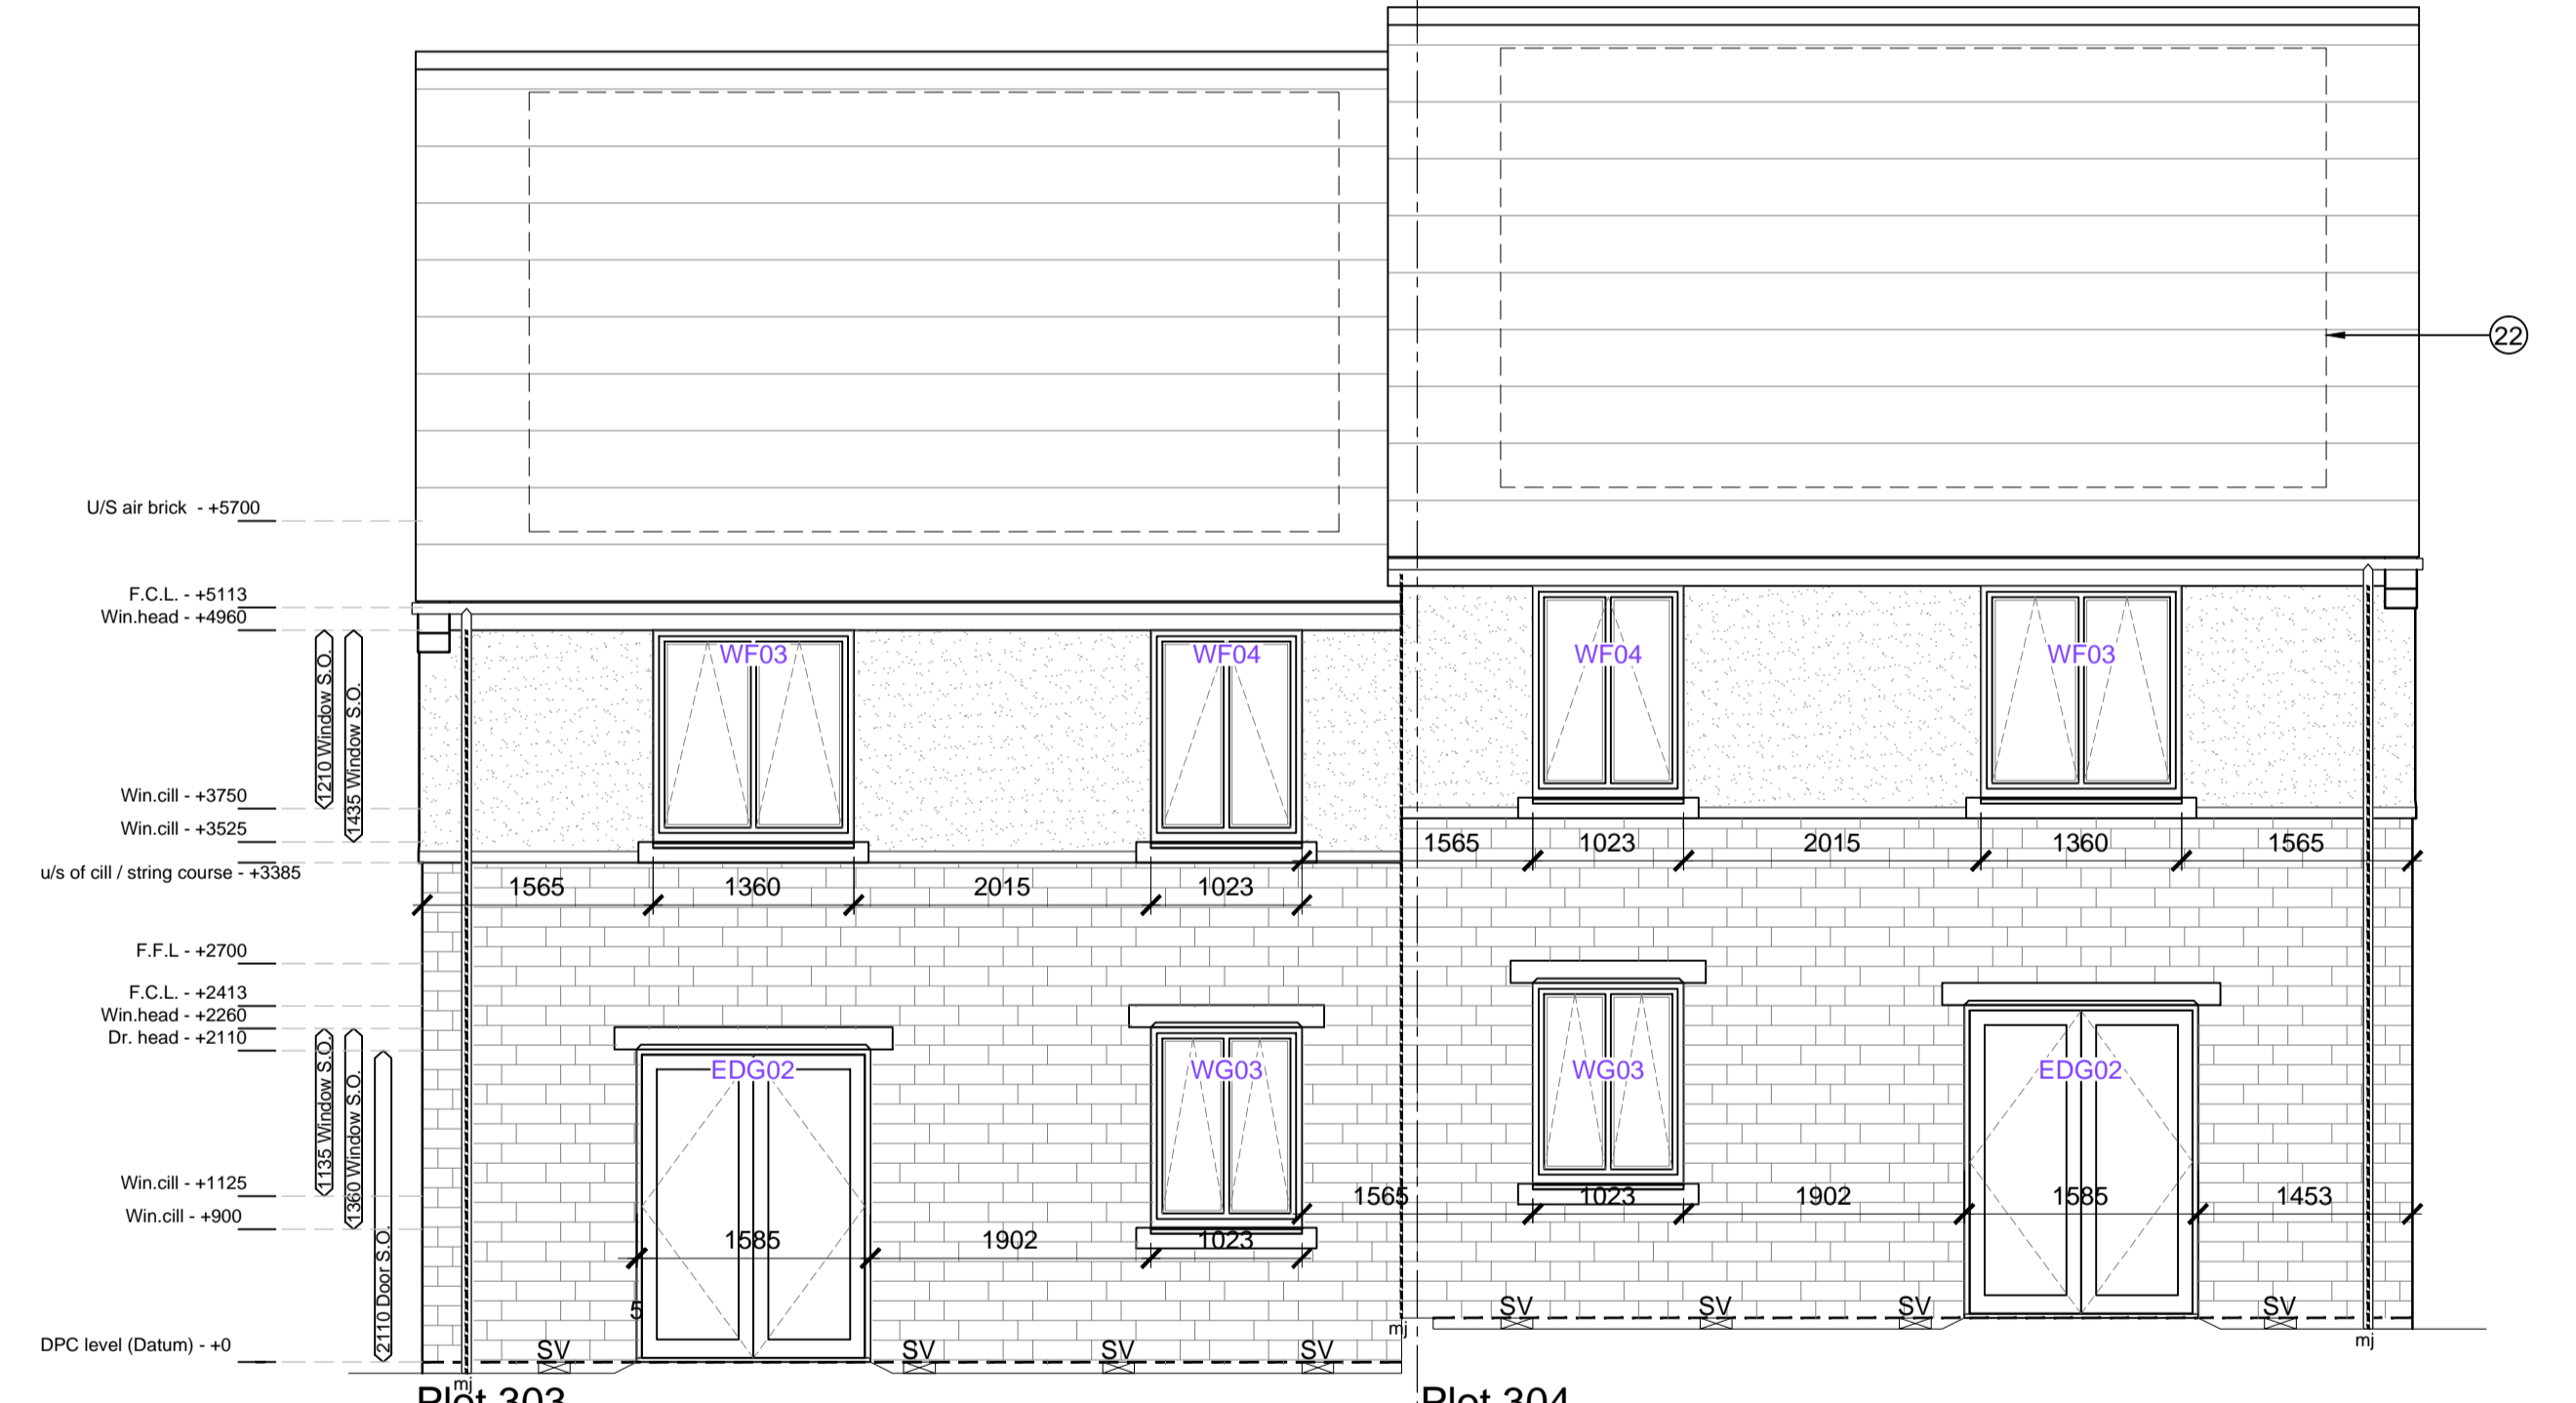 22
U/S air brick - +5700
F.C.L. - +5113
Win.head - +4960
1210 Window S.O.
1435 Window S.O.
WF03 WF04 WF04 WF03
Win.cill - +3750
Win.cill - +3525
1565 1023 2015 1360 1565
u/s of cill / string course - +3385
1565 1360 2015 1023
F.F.L - +2700
F.C.L. - +2413
Win.head - +2260
Dr. head - +2110
1135 Window S.O.
1360 Window S.O.
2110 Door S.O.
EDG02 WG03 WG03 EDG02
Win.cill - +1125
1565 1023 1902 1585 1453
Win.cill - +900
1585 1902 1023
5
SV SV SV SV
mj mj
DPC level (Datum) - +0
SV SV SV SV
mj
Plot 303 Plot 304